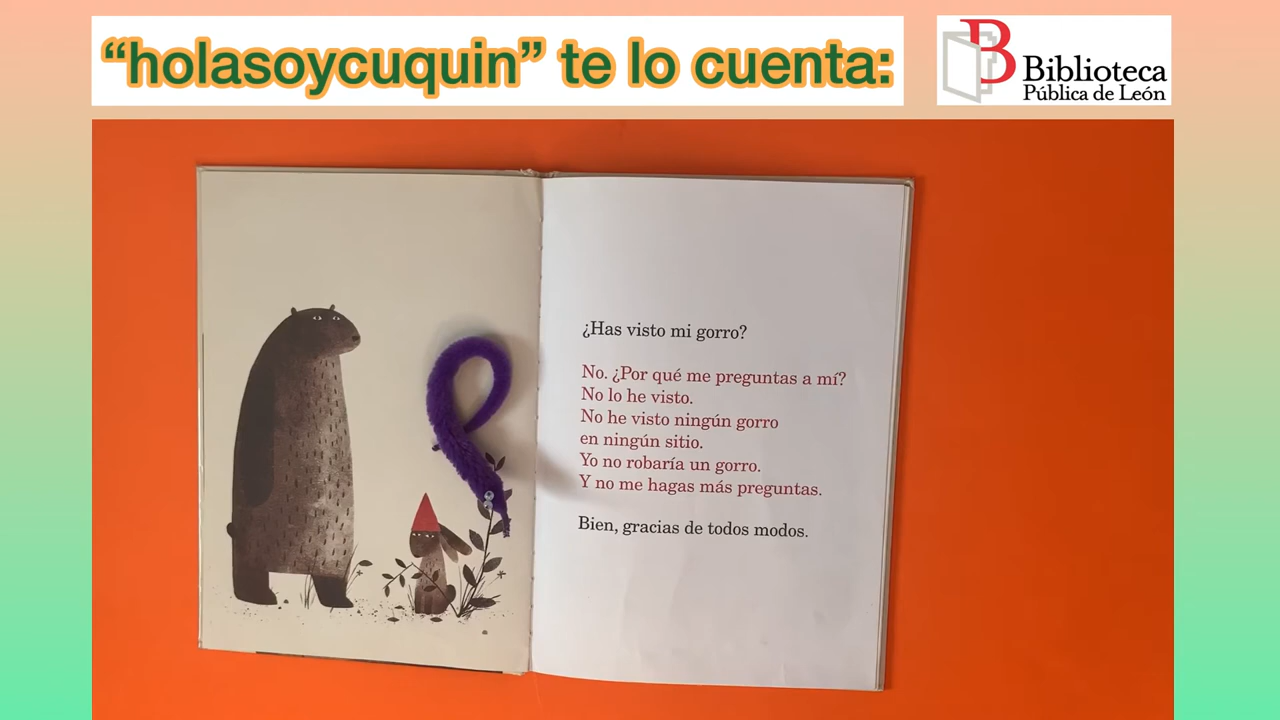 “holasoycuquin” te lo cuenta:
Biblioteca
Pública de León
¿Has visto mi gorro?
No. ¿Por qué me preguntas a mí?
No lo he visto.
No he visto ningún gorro
en ningún sitio.
Yo no robaría un gorro.
Y no me hagas más preguntas.
Bien, gracias de todos modos.